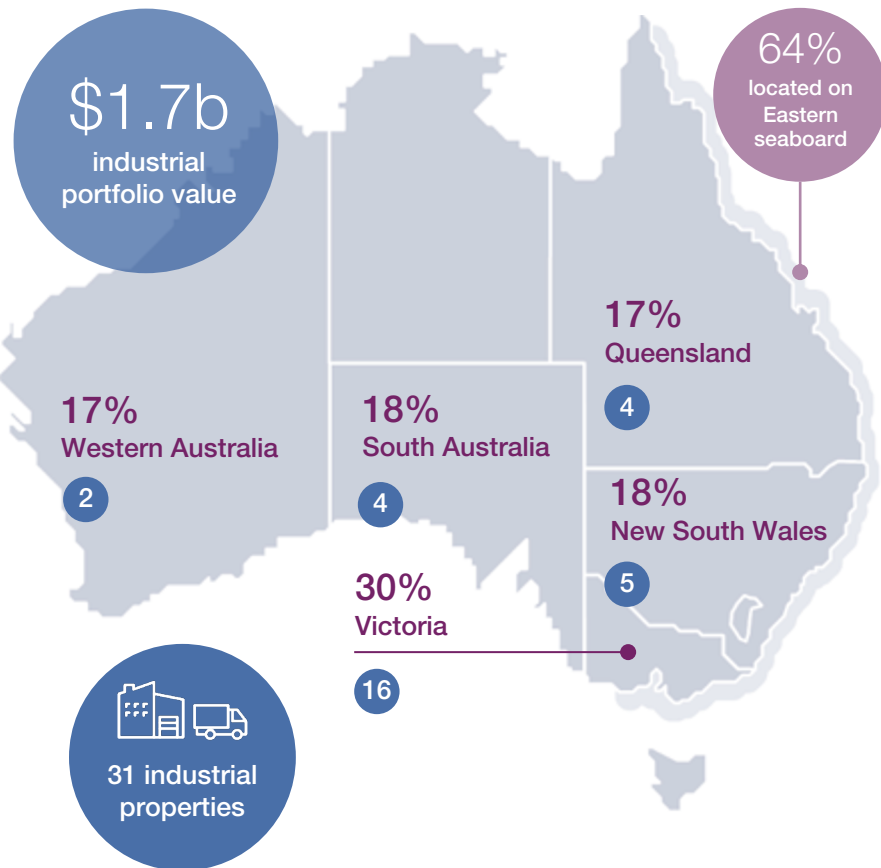 $1.7b
industrial
portfolio value
64%
located on
Eastern
seaboard
17%
Queensland
4
17%
Western Australia
2
18%
South Australia
4
18%
New South Wales
5
30%
Victoria
16
31 industrial
properties